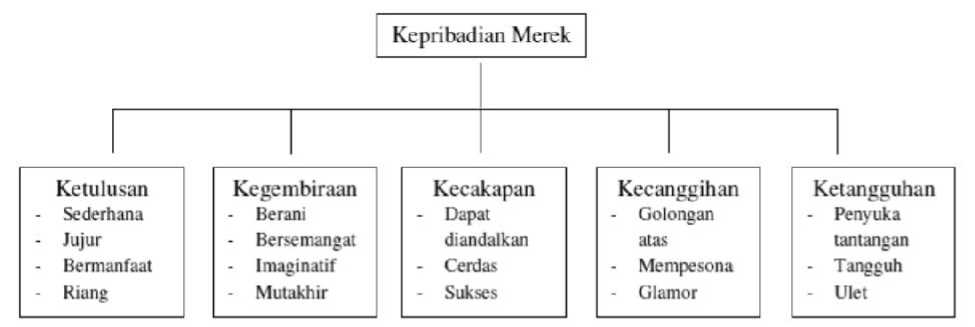 Kepribadian Merek
Ketulusan
- Sederhana
- Jujur
- Bermanfaat
- Riang
Kegembiraan
- Berani
- Bersemangat
- Imaginatif
- Mutakhir
Kecakapan
- Dapat
diandalkan
- Cerdas
- Sukses
Kecanggihan
- Golongan
atas
- Mempesona
- Glamor
Ketangguhan
- Penyuka
tantangan
- Tangguh
- Ulet